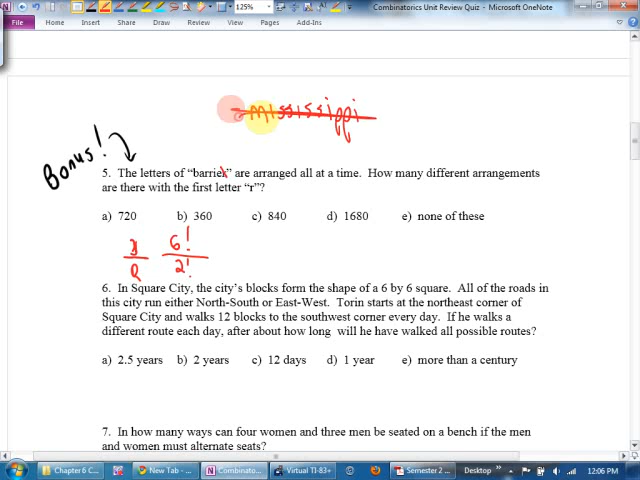 Combinatorics Unit Review Quiz - Microsoft OneNote
File Home Insert Share Draw Review View Add-Ins
125%
mississippi
Bonus!
5. The letters of "barrier" are arranged all at a time. How many different arrangements
are there with the first letter "r"?
a) 720 b) 360 c) 840 d) 1680 e) none of these
6!
R 2!
6. In Square City, the city's blocks form the shape of a 6 by 6 square. All of the roads in
this city run either North-South or East-West. Torin starts at the northeast corner of
Square City and walks 12 blocks to the southwest corner every day. If he walks a
different route each day, after about how long will he have walked all possible routes?
a) 2.5 years b) 2 years c) 12 days d) 1 year e) more than a century
7. In how many ways can four women and three men be seated on a bench if the men
and women must alternate seats?
Chapter 6 C... New Tab - ... Combinato... Virtual TI-83+ Semester 2 ... Desktop » 12:06 PM